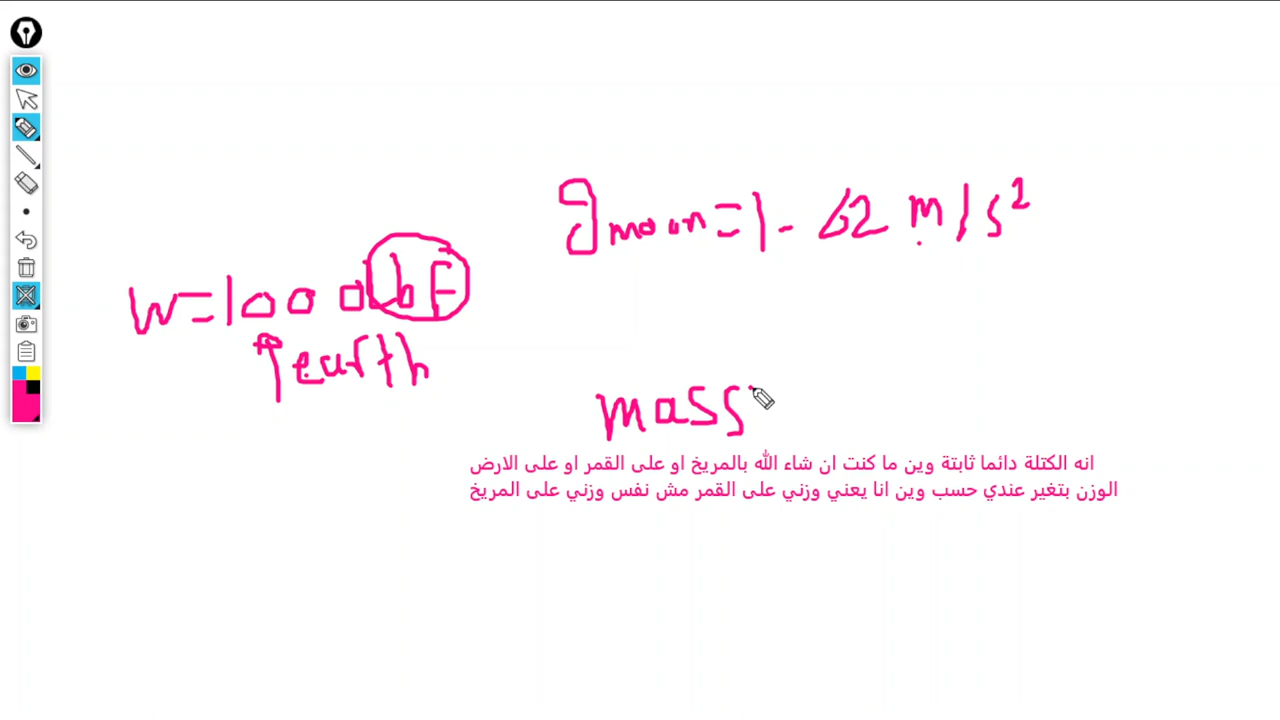 g moon = 1.62 m/s²
W = 1000 lbF
earth
mass
انه الكتلة دائما ثابتة وين ما كنت ان شاء الله بالمريخ او على القمر او على الارض
الوزن بتغير عندي حسب وين انا يعني وزني على القمر مش نفس وزني على المريخ